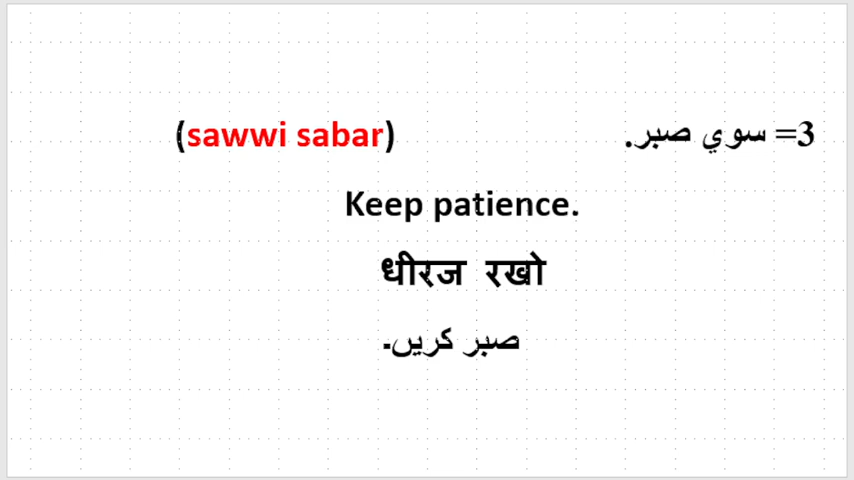 3= سوي صبر. (sawwi sabar)
Keep patience.
धीरज रखो
صبر کریں۔